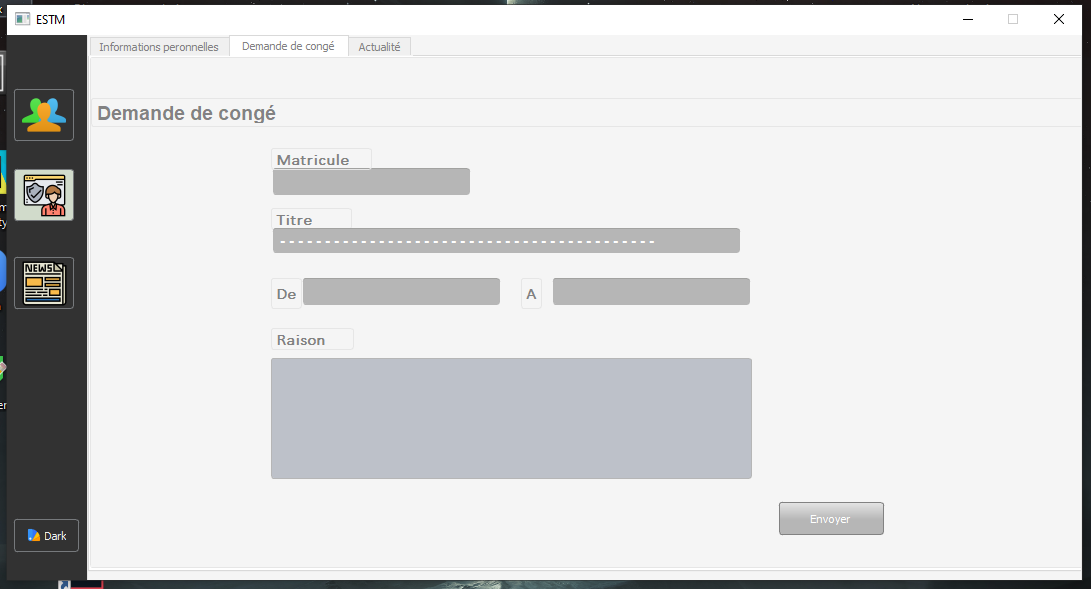 ESTM
Informations peronnelles
Demande de congé
Actualité
Demande de congé
Matricule
Titre
------------------------------------------
De
A
Raison
Envoyer
NEWS
Dark